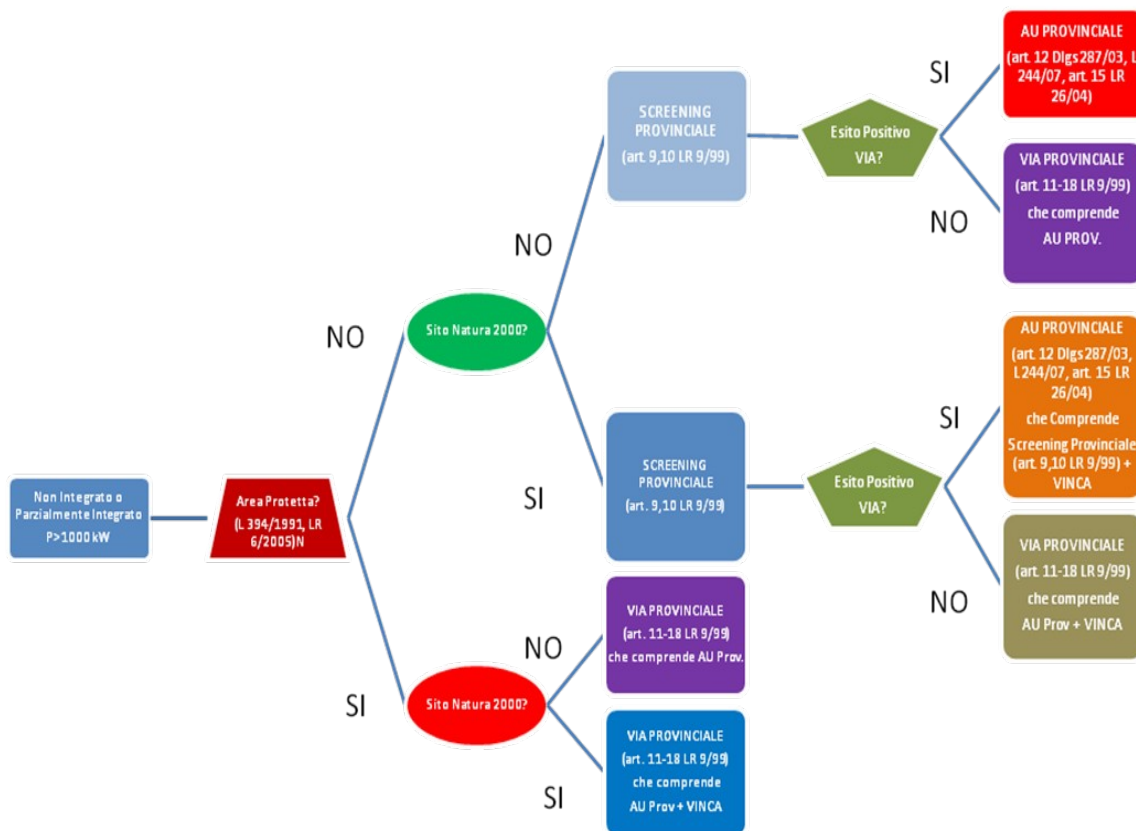 Non Integrato o
Parzialmente Integrato
P>1000 kW
Area Protetta?
(L 394/1991, LR
6/2005)N
NO
SI
Sito Natura 2000?
NO
SI
Sito Natura 2000?
NO
SI
SCREENING
PROVINCIALE
(art. 9,10 LR 9/99)
SCREENING
PROVINCIALE
(art. 9,10 LR 9/99)
VIA PROVINCIALE
(art. 11-18 LR 9/99)
che comprende AU Prov.
VIA PROVINCIALE
(art. 11-18 LR 9/99)
che comprende
AU Prov + VINCA
Esito Positivo
VIA?
SI
NO
Esito Positivo
VIA?
SI
NO
AU PROVINCIALE
(art. 12 Dlgs 287/03, L
244/07, art. 15 LR
26/04)
VIA PROVINCIALE
(art. 11-18 LR 9/99)
che comprende
AU PROV.
AU PROVINCIALE
(art. 12 Dlgs 287/03,
L 244/07, art. 15 LR
26/04)
che Comprende
Screening Provinciale
(art. 9,10 LR 9/99) +
VINCA
VIA PROVINCIALE
(art. 11-18 LR 9/99)
che comprende
AU Prov + VINCA